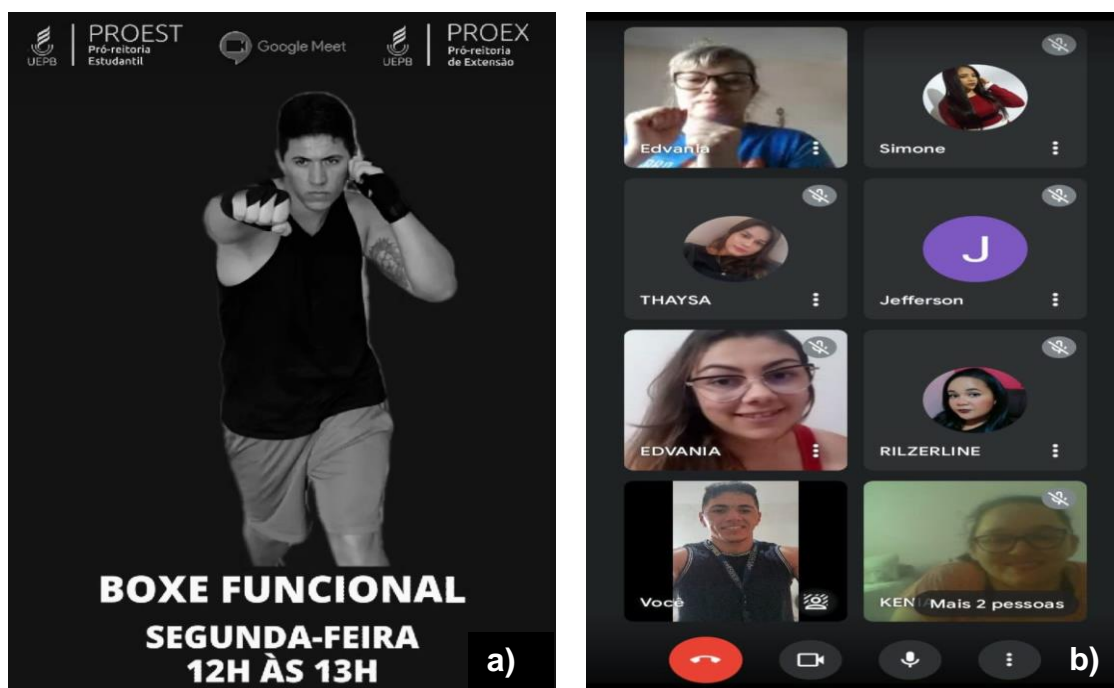 PROEST
Pró-reitoria
Estudantil
UEPB
Google Meet
PROEX
Pró-reitoria
de Extensão
UEPB
BOXE FUNCIONAL
SEGUNDA-FEIRA
12H ÀS 13H
a)
Edvania
Simone
THAYSA
J
Jefferson
EDVANIA
RILZERLINE
Você
KENIA
Mais 2 pessoas
b)